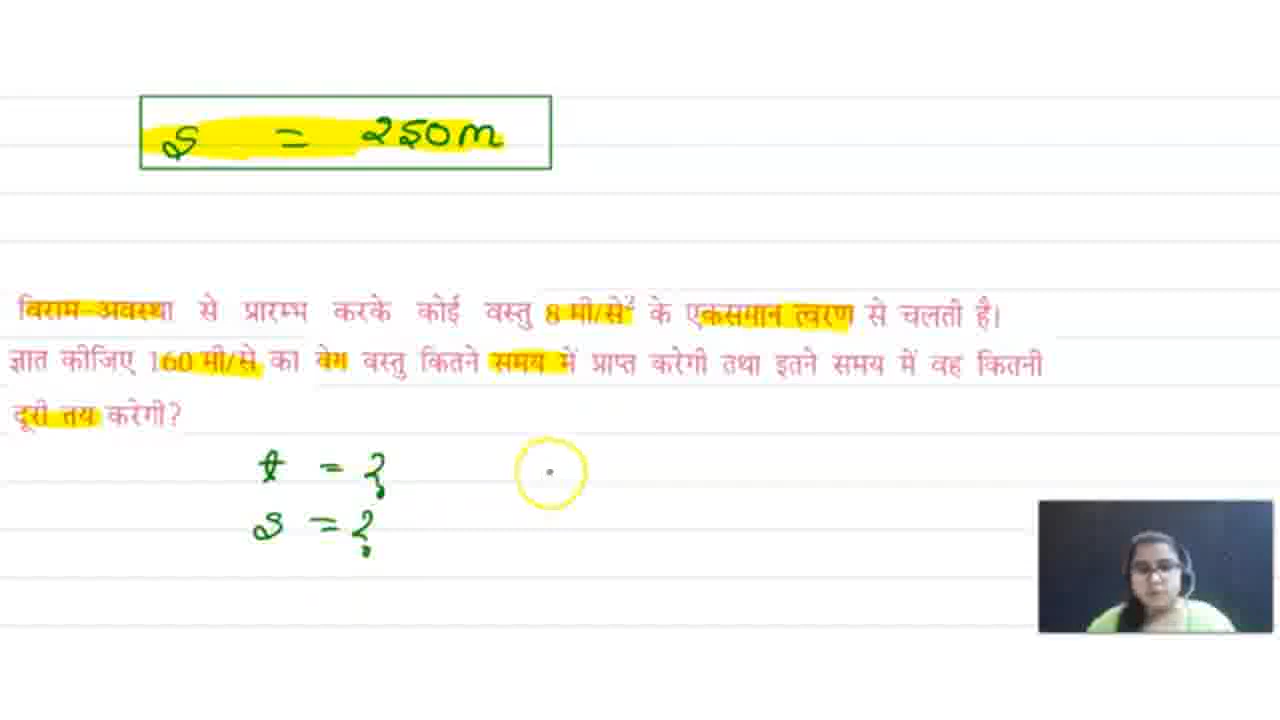 s = 250m
विराम अवस्था से प्रारम्भ करके कोई वस्तु 8 मी/से² के एकसमान त्वरण से चलती है।
ज्ञात कीजिए 160 मी/से का वेग वस्तु कितने समय में प्राप्त करेगी तथा इतने समय में वह कितनी
दूरी तय करेगी?
t = ?
s = ?